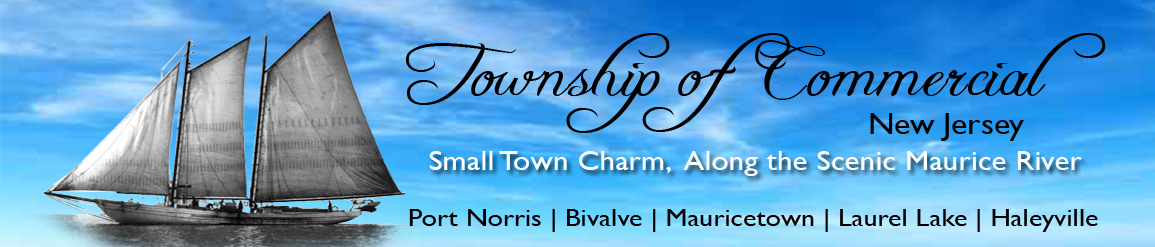 Township of Commercial
New Jersey
Small Town Charm, Along the Scenic Maurice River
Port Norris | Bivalve | Mauricetown | Laurel Lake | Haleyville